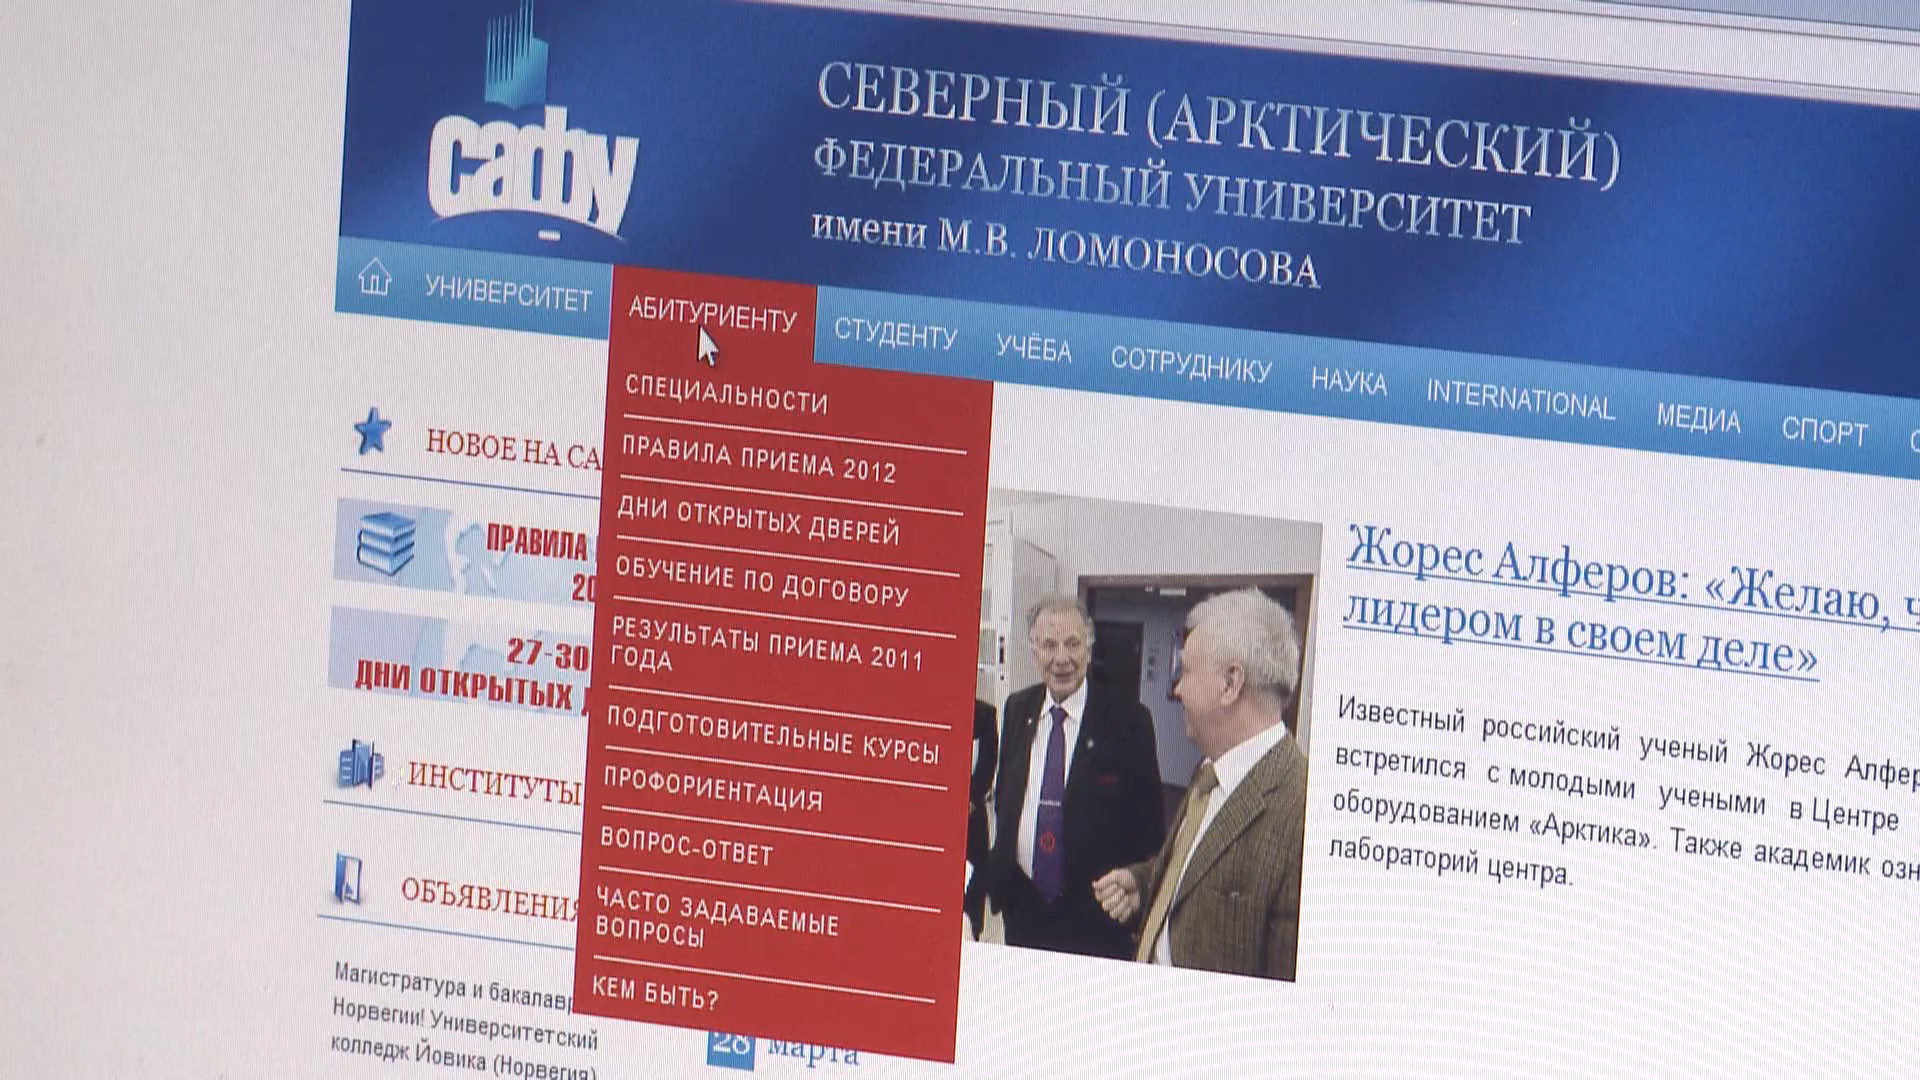 сафу
СЕВЕРНЫЙ (АРКТИЧЕСКИЙ)
ФЕДЕРАЛЬНЫЙ УНИВЕРСИТЕТ
имени М.В. ЛОМОНОСОВА
УНИВЕРСИТЕТ
АБИТУРИЕНТУ
СТУДЕНТУ
УЧЁБА
СОТРУДНИКУ
НАУКА
INTERNATIONAL
МЕДИА
СПОРТ
СПЕЦИАЛЬНОСТИ
ПРАВИЛА ПРИЕМА 2012
ДНИ ОТКРЫТЫХ ДВЕРЕЙ
ОБУЧЕНИЕ ПО ДОГОВОРУ
РЕЗУЛЬТАТЫ ПРИЕМА 2011
ГОДА
ПОДГОТОВИТЕЛЬНЫЕ КУРСЫ
ПРОФОРИЕНТАЦИЯ
ВОПРОС-ОТВЕТ
ЧАСТО ЗАДАВАЕМЫЕ
ВОПРОСЫ
КЕМ БЫТЬ?
НОВОЕ НА СА
ПРАВИЛА
20
27-30
ДНИ ОТКРЫТЫХ
ИНСТИТУТЫ
ОБЪЯВЛЕНИЯ
Магистратура и бакалавр
Норвегии! Университетский
колледж Йовика (Норвегия)
28 марта
Жорес Алферов: «Желаю, ч
лидером в своем деле»
Известный российский ученый Жорес Алфер
встретился с молодыми учеными в Центре
оборудованием «Арктика». Также академик озн
лабораторий центра.